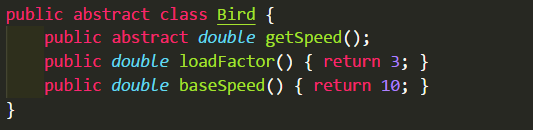 public abstract class Bird {
    public abstract double getSpeed();
    public double loadFactor() { return 3; }
    public double baseSpeed() { return 10; }
}